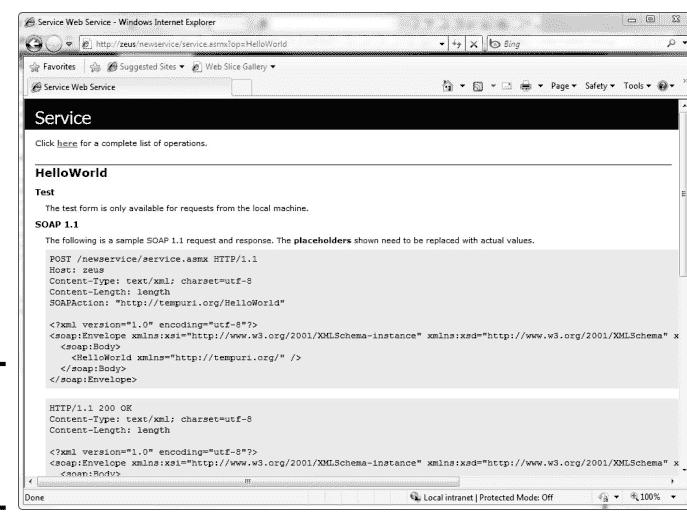 Service Web Service - Windows Internet Explorer
http://zeus/newservice/service.asmx?op=HelloWorld
Bing
Favorites
Suggested Sites
Web Slice Gallery
Service Web Service
Page
Safety
Tools
Service
Click here for a complete list of operations.
HelloWorld
Test
The test form is only available for requests from the local machine.
SOAP 1.1
The following is a sample SOAP 1.1 request and response. The placeholders shown need to be replaced with actual values.
POST /newservice/service.asmx HTTP/1.1
Host: zeus
Content-Type: text/xml; charset=utf-8
Content-Length: length
SOAPAction: "http://tempuri.org/HelloWorld"
<?xml version="1.0" encoding="utf-8"?>
<soap:Envelope xmlns:xsi="http://www.w3.org/2001/XMLSchema-instance" xmlns:xsd="http://www.w3.org/2001/XMLSchema" x
<soap:Body>
<HelloWorld xmlns="http://tempuri.org/" />
</soap:Body>
</soap:Envelope>
HTTP/1.1 200 OK
Content-Type: text/xml; charset=utf-8
Content-Length: length
<?xml version="1.0" encoding="utf-8"?>
<soap:Envelope xmlns:xsi="http://www.w3.org/2001/XMLSchema-instance" xmlns:xsd="http://www.w3.org/2001/XMLSchema" x
<soap:Body>
Done
Local intranet | Protected Mode: Off
100%